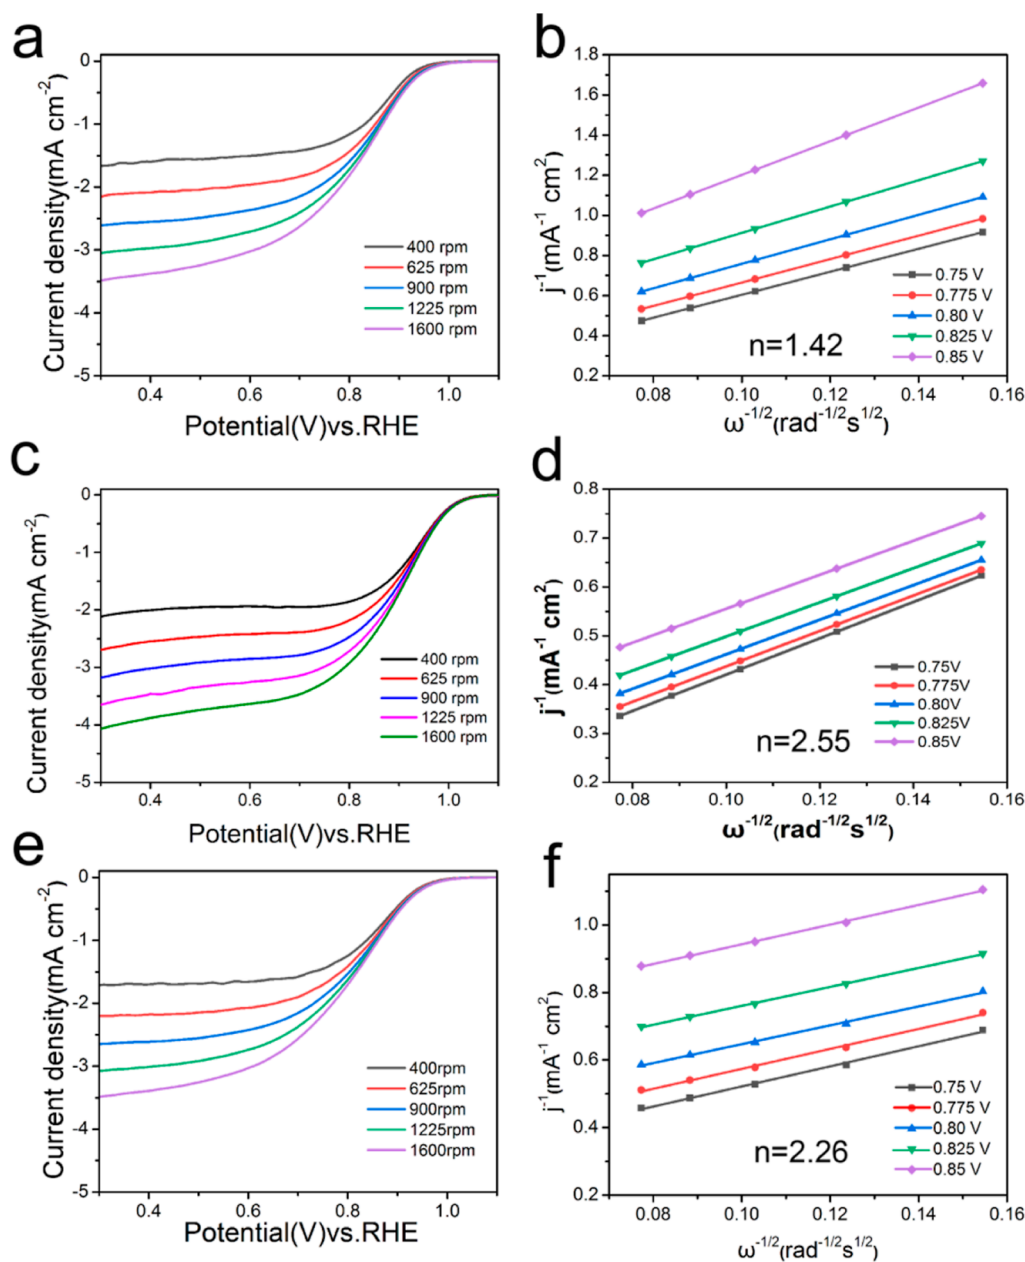 a
Current density(mA cm-2)
0
-1
-2
-3
-4
-5
0.4
0.6
0.8
1.0
Potential(V)vs.RHE
400 rpm
625 rpm
900 rpm
1225 rpm
1600 rpm
b
j-1(mA-1 cm2)
1.8
1.6
1.4
1.2
1.0
0.8
0.6
0.4
0.2
0.08
0.10
0.12
0.14
0.16
ω-1/2(rad-1/2s1/2)
0.75 V
0.775 V
0.80 V
0.825 V
0.85 V
n=1.42
c
Current density(mA cm-2)
0
-1
-2
-3
-4
-5
0.4
0.6
0.8
1.0
Potential(V)vs.RHE
400 rpm
625 rpm
900 rpm
1225 rpm
1600 rpm
d
j-1(mA-1 cm2)
0.8
0.7
0.6
0.5
0.4
0.3
0.2
0.08
0.10
0.12
0.14
0.16
ω-1/2(rad-1/2s1/2)
0.75V
0.775V
0.80V
0.825V
0.85V
n=2.55
e
Current density(mA cm-2)
0
-1
-2
-3
-4
-5
0.4
0.6
0.8
1.0
Potential(V)vs.RHE
400rpm
625rpm
900rpm
1225rpm
1600rpm
f
j-1(mA-1 cm2)
1.0
0.8
0.6
0.4
0.2
0.08
0.10
0.12
0.14
0.16
ω-1/2(rad-1/2s1/2)
0.75 V
0.775 V
0.80 V
0.825 V
0.85 V
n=2.26